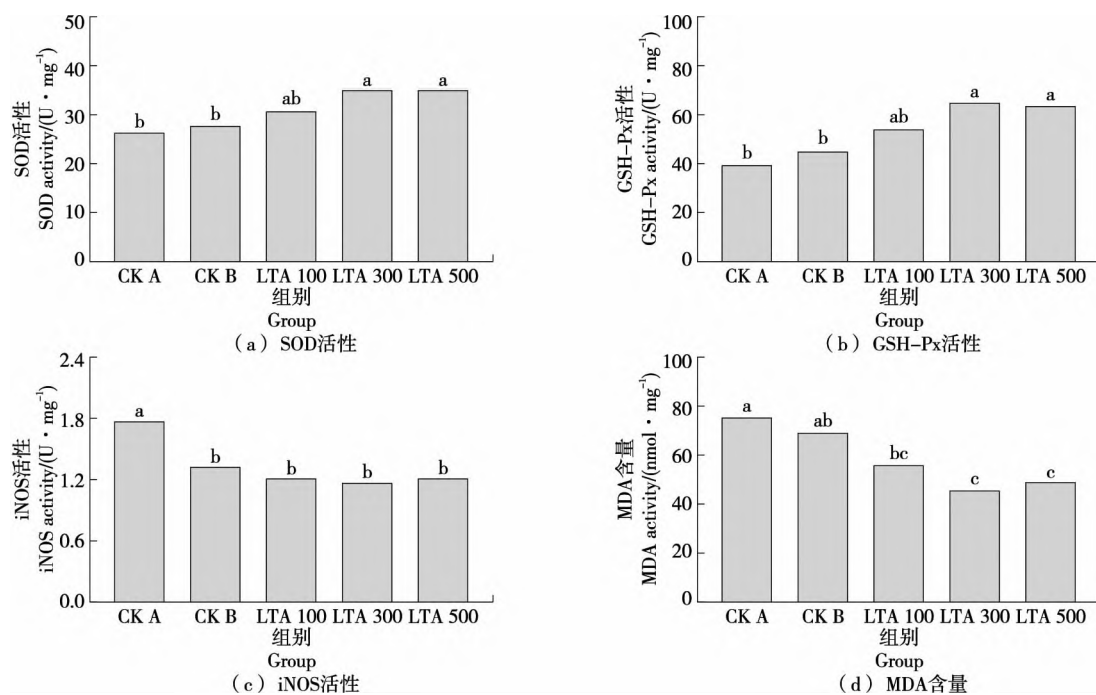 50
40
30
20
10
0
SOD活性
SOD activity/(U·mg⁻¹)
b
b
ab
a
a
CK A CK B LTA 100 LTA 300 LTA 500
组别
Group
(a) SOD活性
100
80
60
40
20
0
GSH-Px活性
GSH-Px activity/(U·mg⁻¹)
b
b
ab
a
a
CK A CK B LTA 100 LTA 300 LTA 500
组别
Group
(b) GSH-Px活性
2.4
1.8
1.2
0.6
0.0
iNOS活性
iNOS activity/(U·mg⁻¹)
a
b
b
b
b
CK A CK B LTA 100 LTA 300 LTA 500
组别
Group
(c) iNOS活性
100
80
60
40
20
0
MDA含量
MDA activity/(nmol·mg⁻¹)
a
ab
bc
c
c
CK A CK B LTA 100 LTA 300 LTA 500
组别
Group
(d) MDA含量